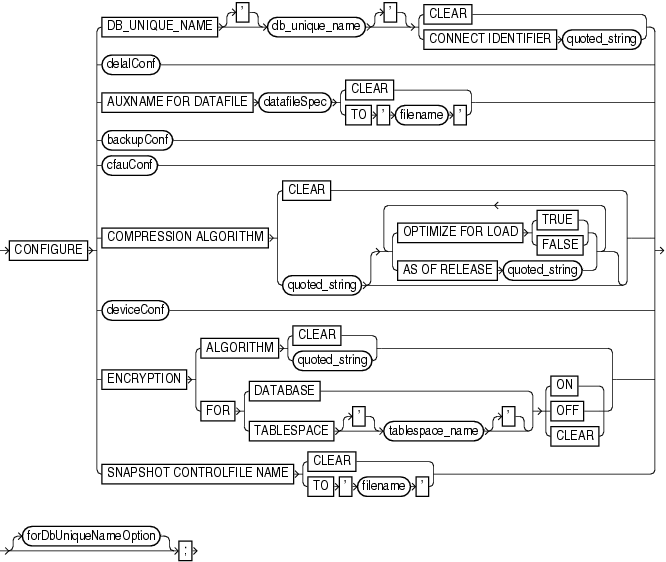 DB_UNIQUE_NAME ' db_unique_name ' CLEAR
CONNECT IDENTIFIER quoted_string
delalConf
AUXNAME FOR DATAFILE datafileSpec CLEAR
TO ' filename '
backupConf
cfauConf
CLEAR
CONFIGURE COMPRESSION ALGORITHM OPTIMIZE FOR LOAD TRUE
FALSE
AS OF RELEASE quoted_string
quoted_string
deviceConf
ENCRYPTION ALGORITHM CLEAR
quoted_string
FOR DATABASE
TABLESPACE ' tablespace_name '
ON
OFF
CLEAR
SNAPSHOT CONTROLFILE NAME CLEAR
TO ' filename '
forDbUniqueNameOption
;